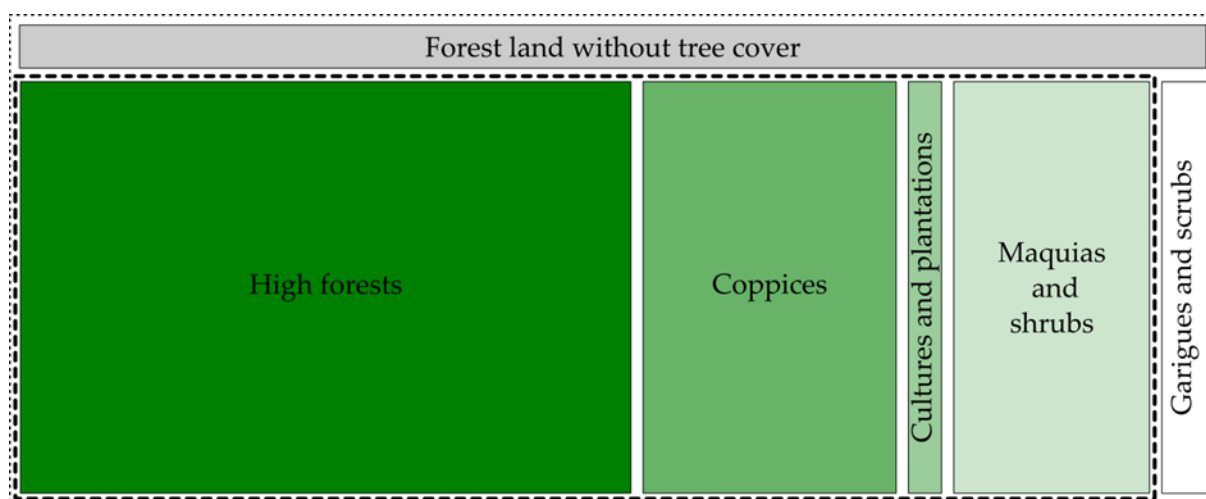 Forest land without tree cover
High forests
Coppices
Cultures and plantations
Maquias
and
shrubs
Garigues and scrubs